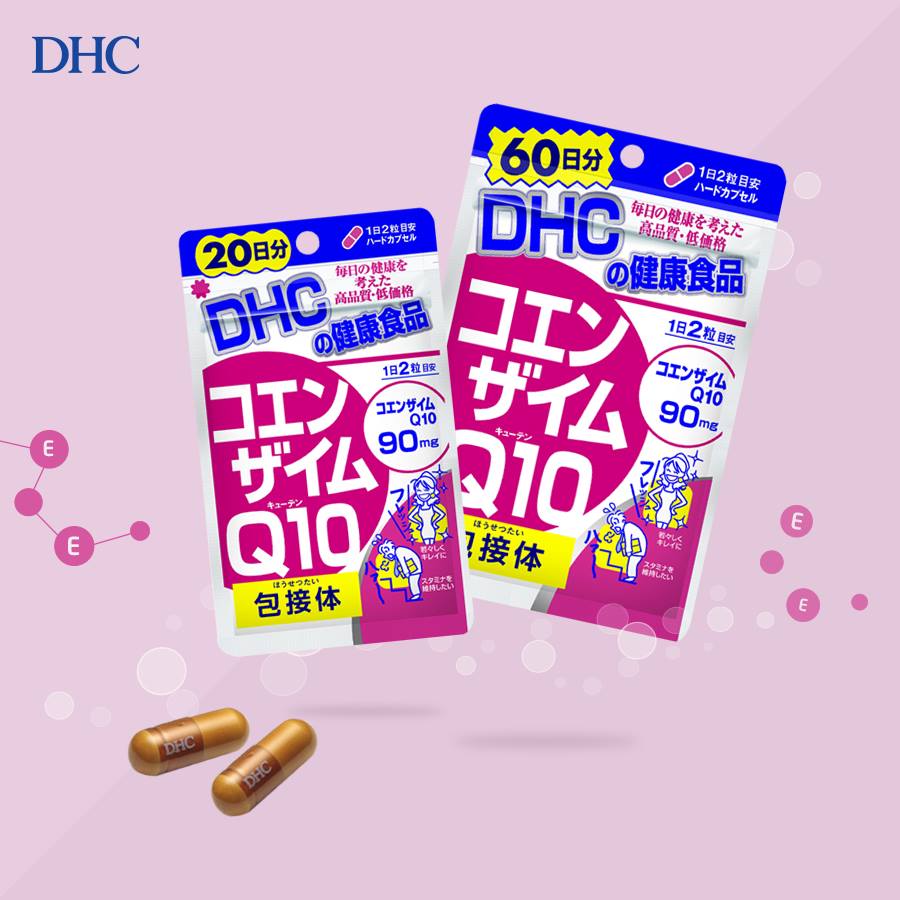 DHC
20日分
1日2粒目安
ハードカプセル
DHC
毎日の健康を
考えた
高品質・低価格
の健康食品
1日2粒目安
コエンザイム
Q10
90mg
コエン
ザイム
キューテン
Q10
ほうせつたい
包接体
フレッシュ
若々しく
キレイに
ハァー
スタミナを
維持したい
60日分
1日2粒目安
ハードカプセル
DHC
毎日の健康を考えた
高品質・低価格
の健康食品
1日2粒目安
コエンザイム
Q10
90mg
コエン
ザイム
キューテン
Q10
ほうせつたい
包接体
フレッシュ
若々しく
キレイに
ハァー
スタミナを
維持したい
E
E
E
E
DHC
DHC